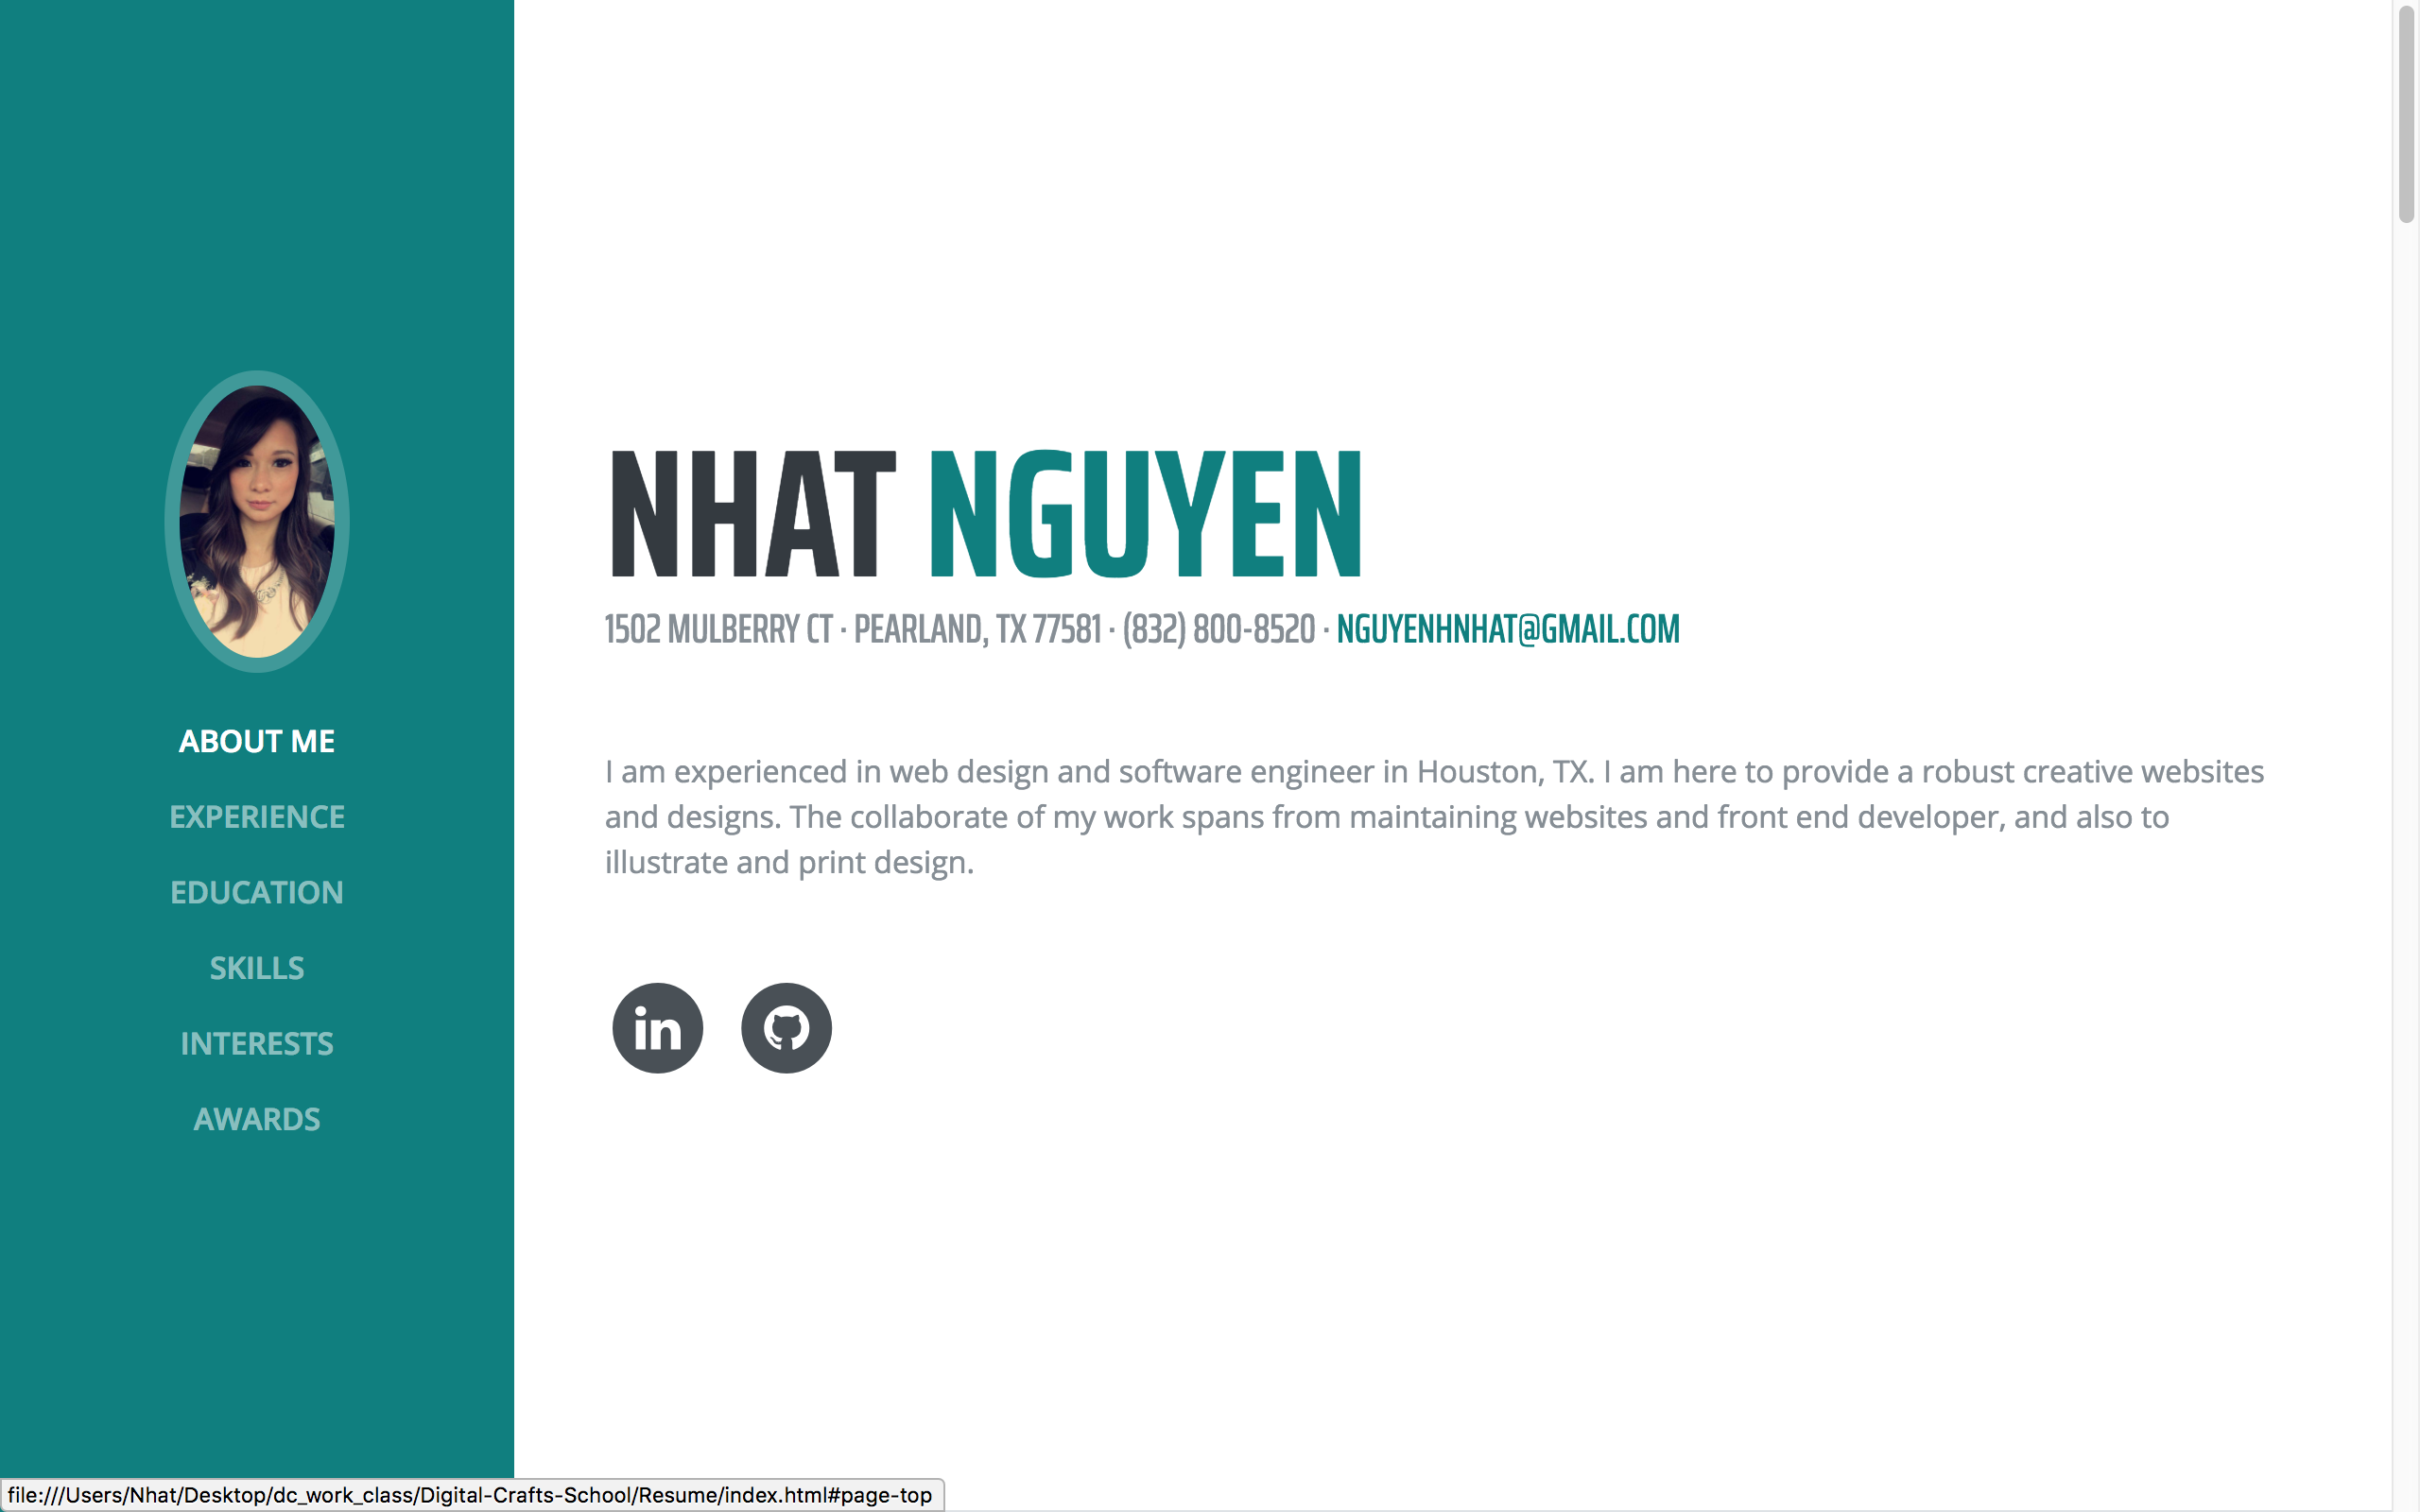 ABOUT ME
EXPERIENCE
EDUCATION
SKILLS
INTERESTS
AWARDS
NHAT NGUYEN
1502 MULBERRY CT · PEARLAND, TX 77581 · (832) 800-8520 · NGUYENHNHAT@GMAIL.COM
I am experienced in web design and software engineer in Houston, TX. I am here to provide a robust creative websites
and designs. The collaborate of my work spans from maintaining websites and front end developer, and also to
illustrate and print design.
in
file:///Users/Nhat/Desktop/dc_work_class/Digital-Crafts-School/Resume/index.html#page-top